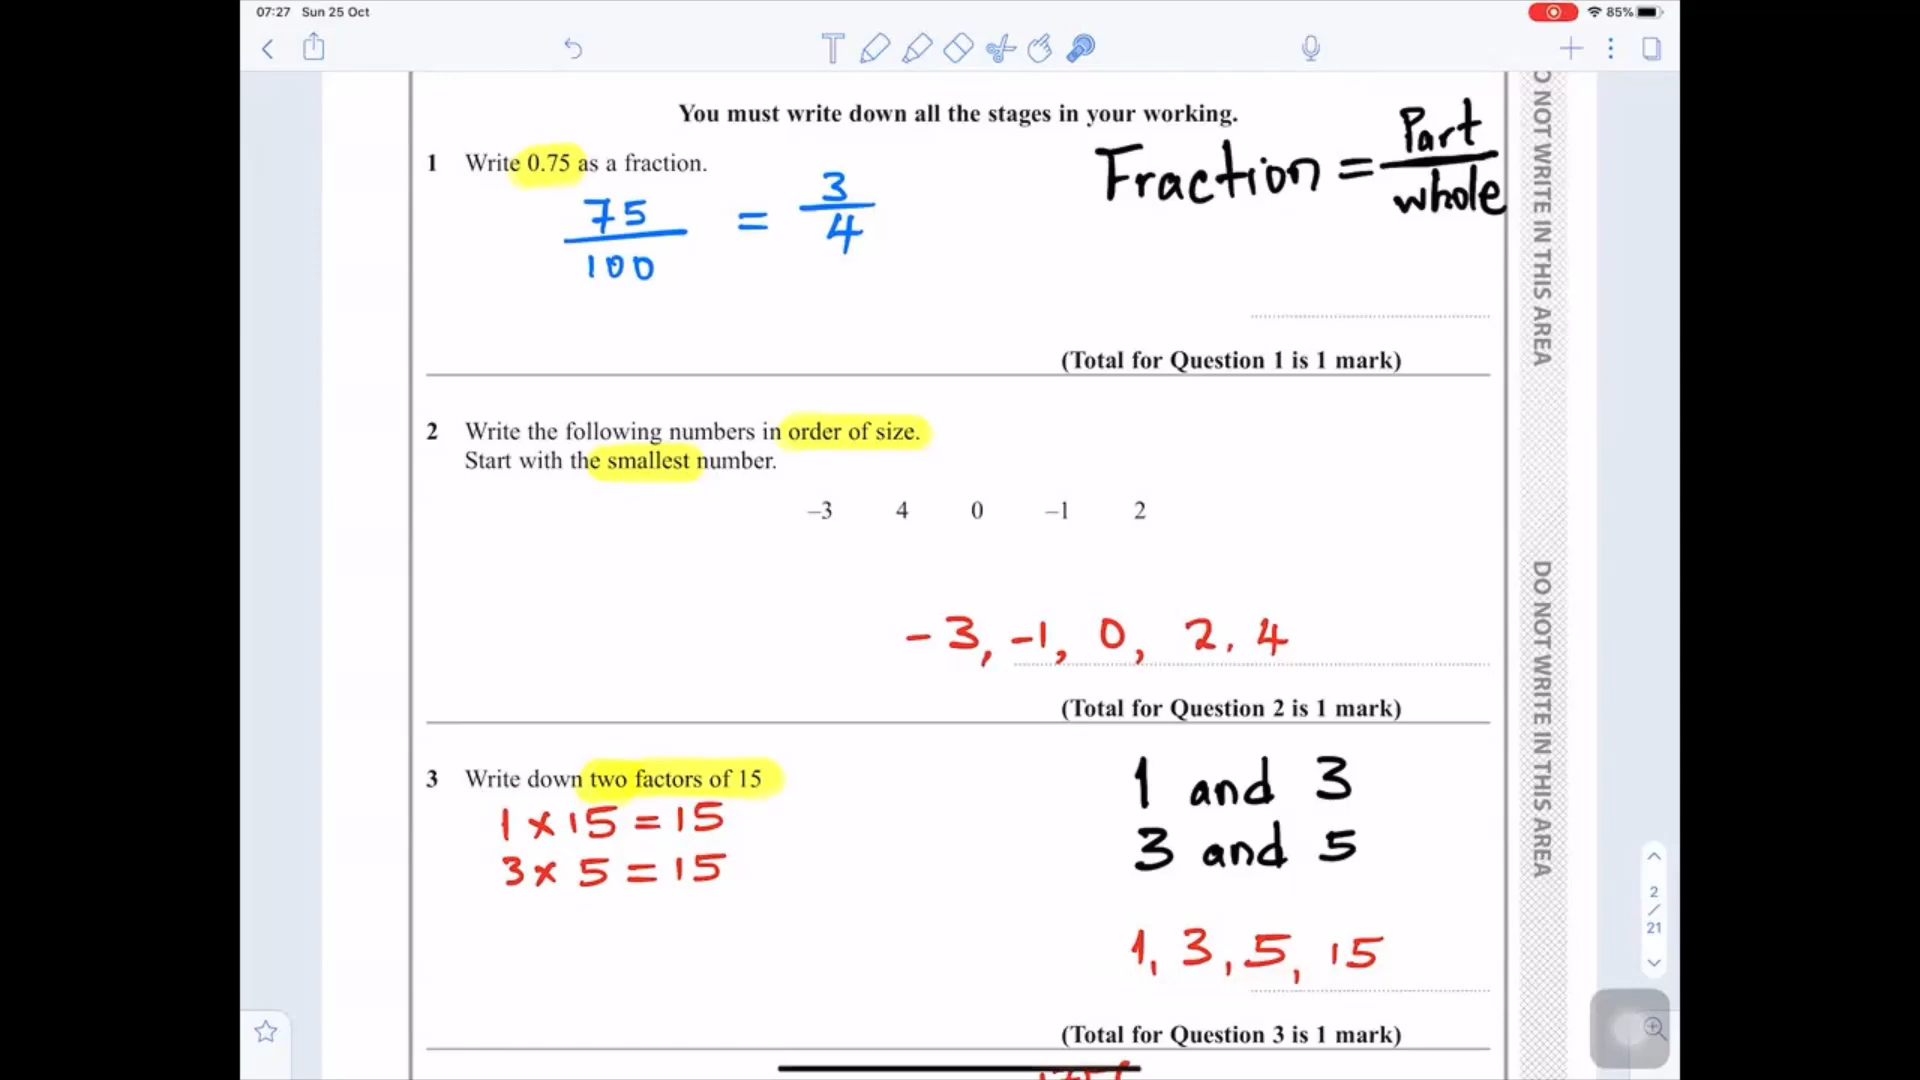 07:27 Sun 25 Oct
85%
You must write down all the stages in your working.
Fraction = Part / whole
1 Write 0.75 as a fraction.
75 / 100 = 3 / 4
(Total for Question 1 is 1 mark)
2 Write the following numbers in order of size.
Start with the smallest number.
–3 4 0 –1 2
-3, -1, 0, 2, 4
(Total for Question 2 is 1 mark)
3 Write down two factors of 15
1 × 15 = 15
3 × 5 = 15
1 and 3
3 and 5
1, 3, 5, 15
(Total for Question 3 is 1 mark)
O NOT WRITE IN THIS AREA
DO NOT WRITE IN THIS AREA
2 / 21